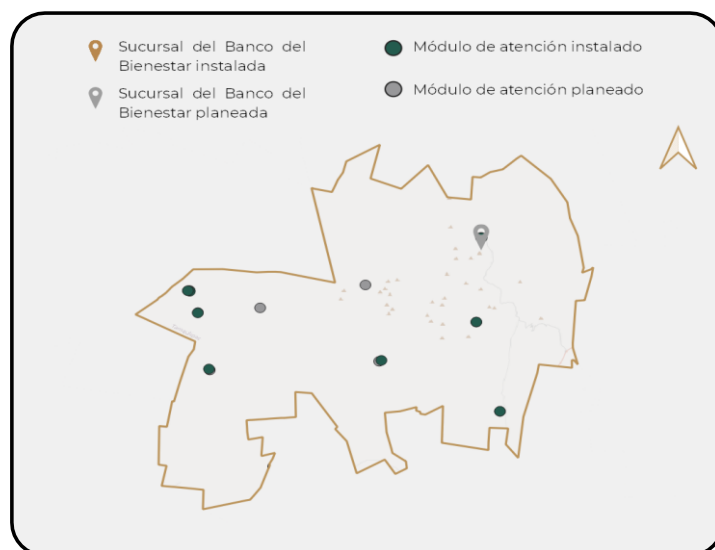 Sucursal del Banco del
Bienestar instalada
Sucursal del Banco del
Bienestar planeada
Módulo de atención instalado
Módulo de atención planeado